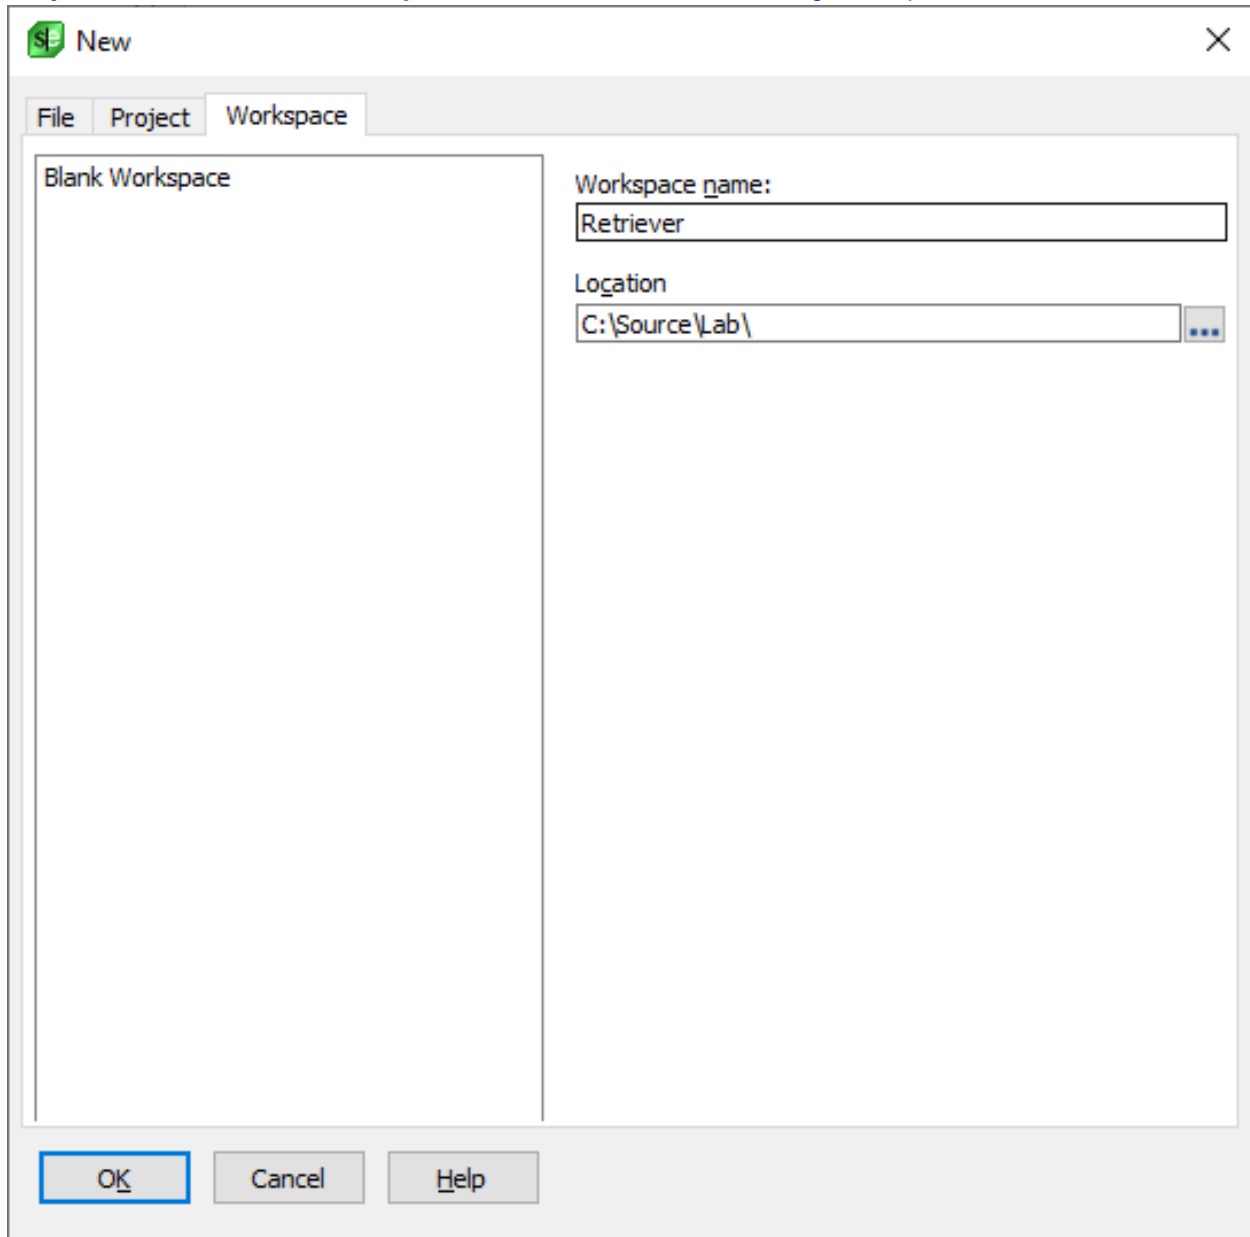 New
File Project Workspace
Blank Workspace
Workspace name:
Retriever
Location
C:\Source\Lab\
...
OK Cancel Help